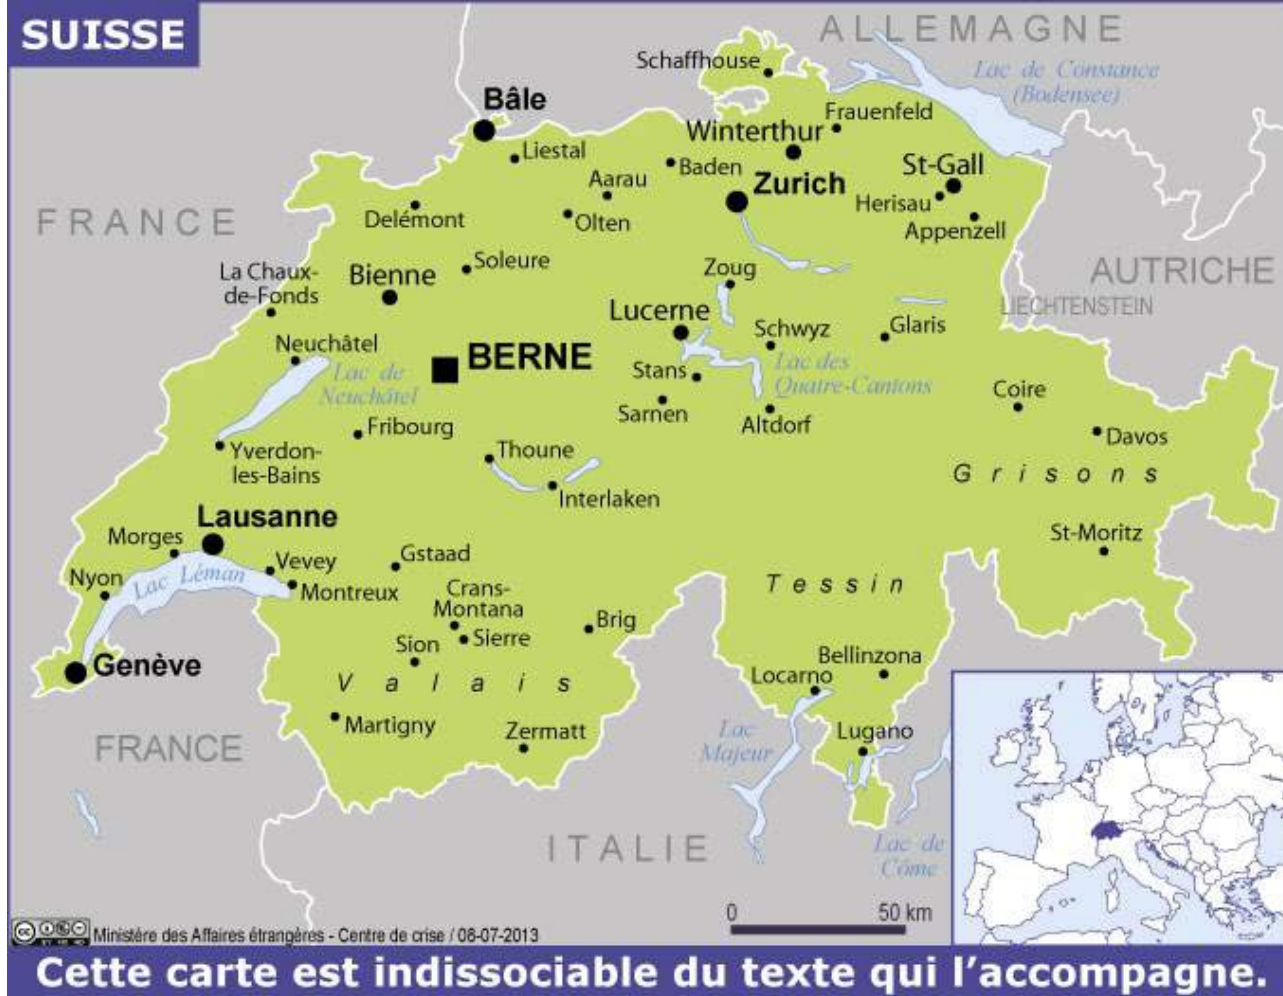 SUISSE
ALLEMAGNE
Schaffhouse
Lac de Constance
(Bodensee)
Bâle
Frauenfeld
Winterthur
Liestal
Baden
St-Gall
Aarau
Zurich
Herisau
FRANCE
Delémont
Olten
Appenzell
Soleure
Zoug
La Chaux-
de-Fonds
Bienne
AUTRICHE
LIECHTENSTEIN
Lucerne
Schwyz
Glaris
Neuchâtel
BERNE
Lac de
Neuchâtel
Stans
Lac des
Quatre-Cantons
Coire
Sarnen
Altdorf
Fribourg
Davos
Yverdon-
les-Bains
Thoune
Grisons
Interlaken
Lausanne
Morges
St-Moritz
Vevey
Gstaad
Nyon
Lac Léman
Montreux
Crans-
Montana
Tessin
Brig
Sierre
Sion
Genève
Bellinzona
Valais
Locarno
Martigny
Zermatt
Lac
Majeur
Lugano
FRANCE
ITALIE
Lac de
Côme
0 50 km
Ministère des Affaires étrangères - Centre de crise / 08-07-2013
Cette carte est indissociable du texte qui l'accompagne.